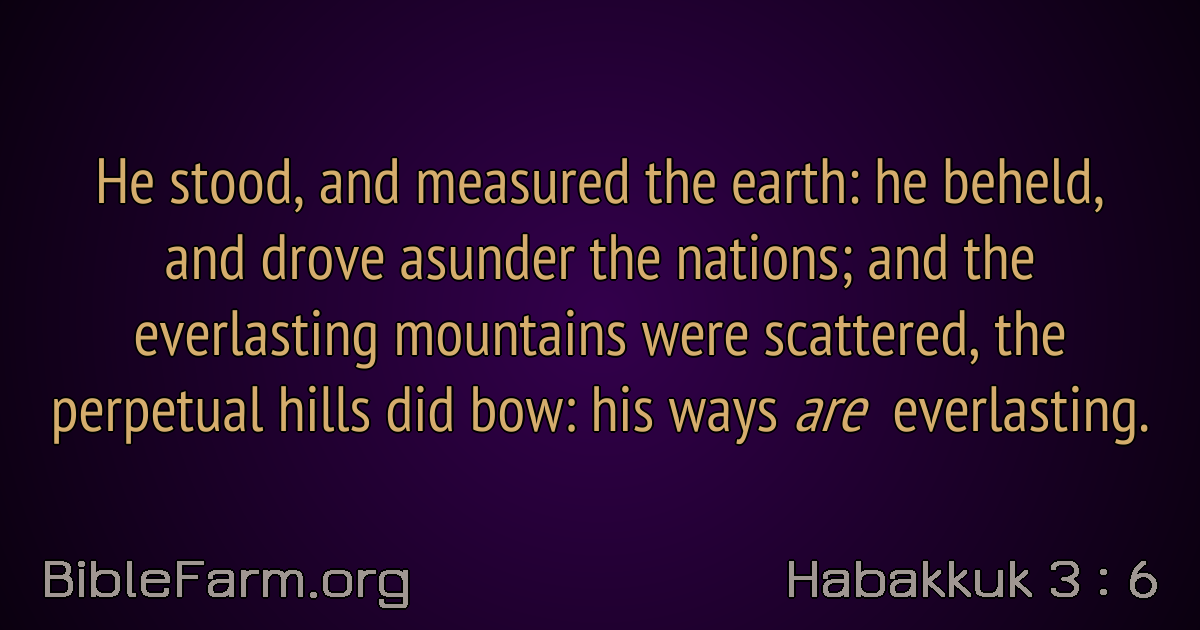 He stood, and measured the earth: he beheld,
and drove asunder the nations; and the
everlasting mountains were scattered, the
perpetual hills did bow: his ways are everlasting.
BibleFarm.org
Habakkuk 3 : 6